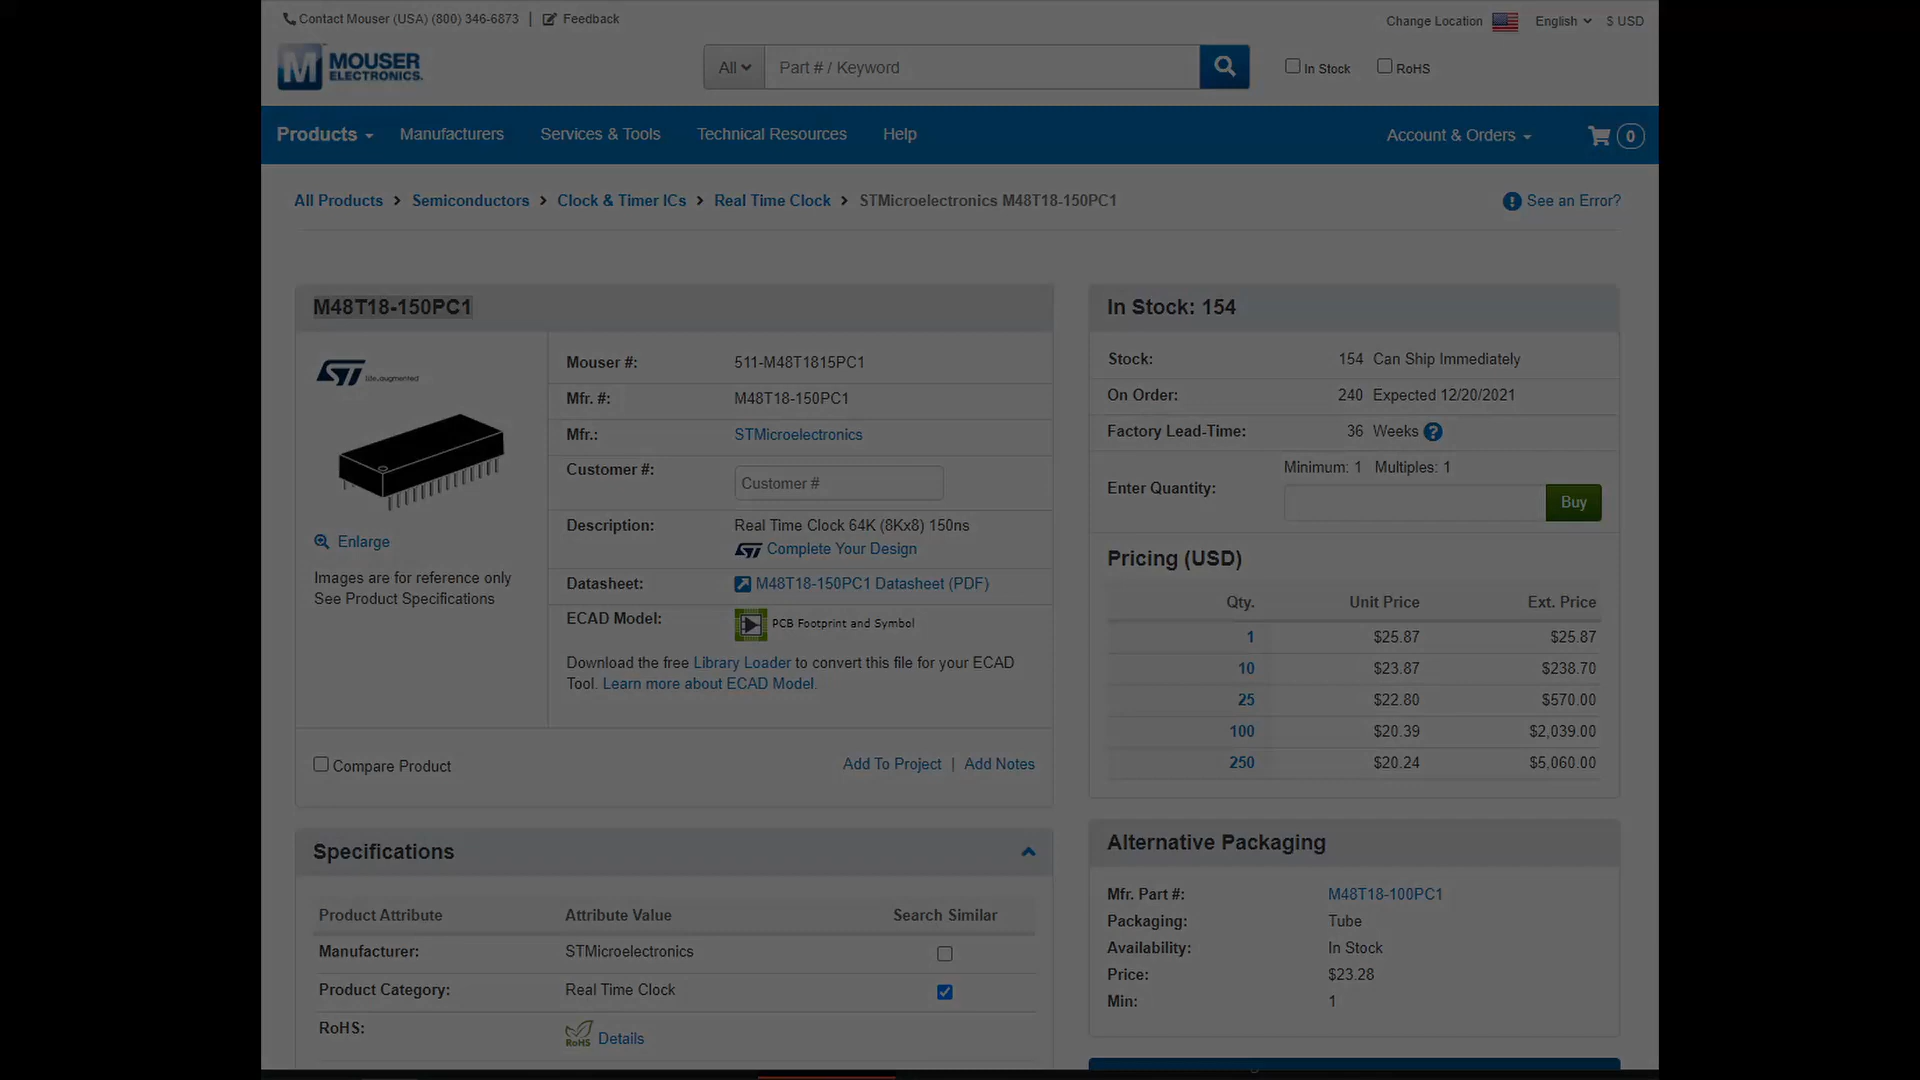 Contact Mouser (USA) (800) 346-6873 | Feedback
Change Location English $ USD
MOUSER
ELECTRONICS.
All Part # / Keyword
In Stock RoHS
Products Manufacturers Services & Tools Technical Resources Help
Account & Orders 0
All Products > Semiconductors > Clock & Timer ICs > Real Time Clock > STMicroelectronics M48T18-150PC1
See an Error?
M48T18-150PC1
ST life.augmented
Enlarge
Images are for reference only
See Product Specifications
Mouser #: 511-M48T1815PC1
Mfr. #: M48T18-150PC1
Mfr.: STMicroelectronics
Customer #: Customer #
Description: Real Time Clock 64K (8Kx8) 150ns
Complete Your Design
Datasheet: M48T18-150PC1 Datasheet (PDF)
ECAD Model: PCB Footprint and Symbol
Download the free Library Loader to convert this file for your ECAD
Tool. Learn more about ECAD Model.
Compare Product
Add To Project | Add Notes
In Stock: 154
Stock: 154 Can Ship Immediately
On Order: 240 Expected 12/20/2021
Factory Lead-Time: 36 Weeks
Minimum: 1 Multiples: 1
Enter Quantity: Buy
Pricing (USD)
Qty. Unit Price Ext. Price
1 $25.87 $25.87
10 $23.87 $238.70
25 $22.80 $570.00
100 $20.39 $2,039.00
250 $20.24 $5,060.00
Specifications
Product Attribute Attribute Value Search Similar
Manufacturer: STMicroelectronics
Product Category: Real Time Clock
RoHS: RoHS Details
Alternative Packaging
Mfr. Part #: M48T18-100PC1
Packaging: Tube
Availability: In Stock
Price: $23.28
Min: 1